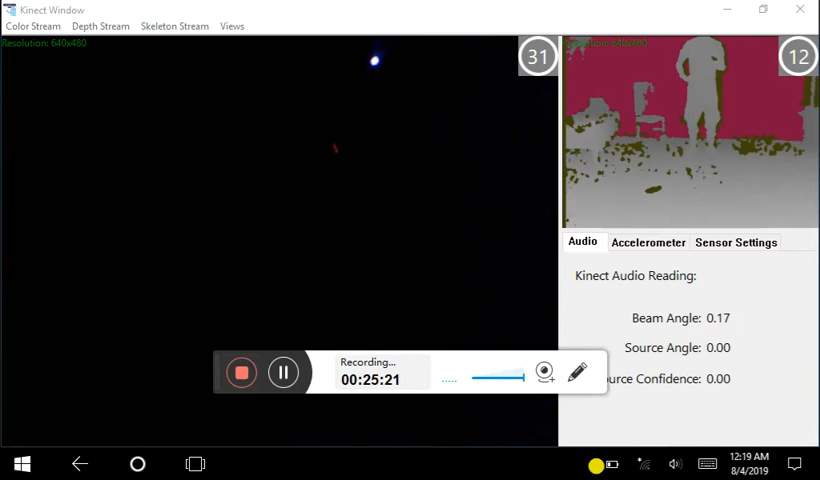 Kinect Window
Color Stream Depth Stream Skeleton Stream Views
Resolution: 640x480
31
12
Audio Accelerometer Sensor Settings
Kinect Audio Reading:
Beam Angle: 0.17
Source Angle: 0.00
ource Confidence: 0.00
Recording...
00:25:21
12:19 AM
8/4/2019